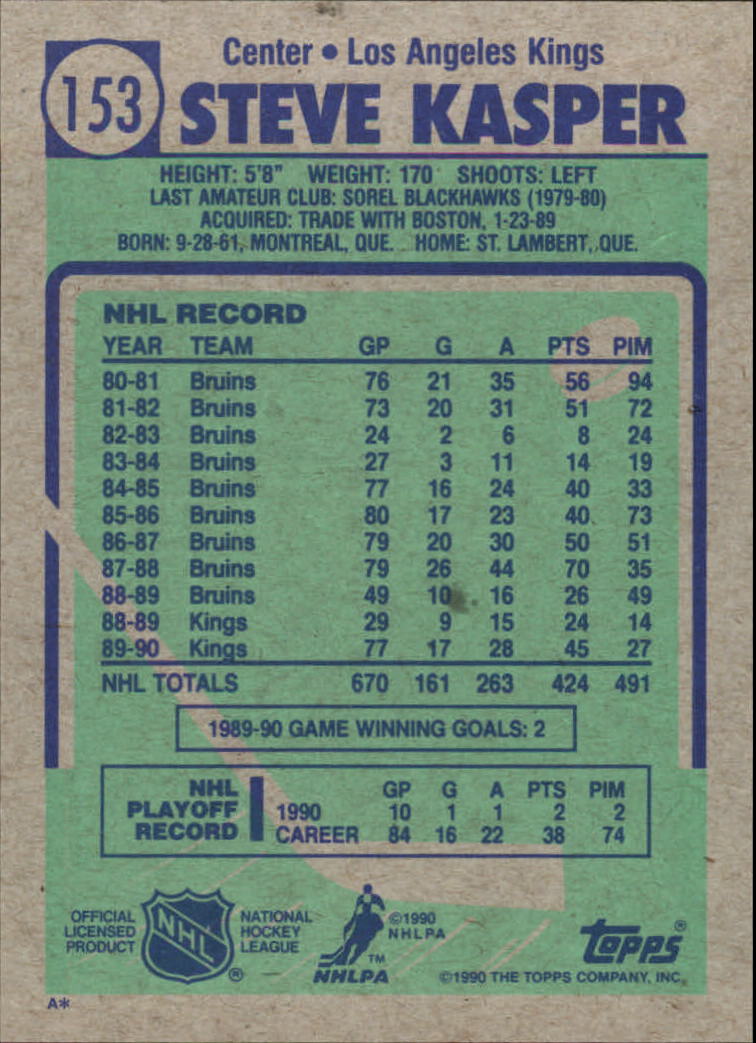 153
Center • Los Angeles Kings
STEVE KASPER
HEIGHT: 5'8" WEIGHT: 170 SHOOTS: LEFT
LAST AMATEUR CLUB: SOREL BLACKHAWKS (1979-80)
ACQUIRED: TRADE WITH BOSTON, 1-23-89
BORN: 9-28-61, MONTREAL, QUE. HOME: ST. LAMBERT, QUE.
NHL RECORD
YEAR TEAM GP G A PTS PIM
80-81 Bruins 76 21 35 56 94
81-82 Bruins 73 20 31 51 72
82-83 Bruins 24 2 6 8 24
83-84 Bruins 27 3 11 14 19
84-85 Bruins 77 16 24 40 33
85-86 Bruins 80 17 23 40 73
86-87 Bruins 79 20 30 50 51
87-88 Bruins 79 26 44 70 35
88-89 Bruins 49 10 16 26 49
88-89 Kings 29 9 15 24 14
89-90 Kings 77 17 28 45 27
NHL TOTALS 670 161 263 424 491
1989-90 GAME WINNING GOALS: 2
NHL PLAYOFF RECORD
GP G A PTS PIM
1990 10 1 1 2 2
CAREER 84 16 22 38 74
OFFICIAL LICENSED PRODUCT
NHL ®
NATIONAL HOCKEY LEAGUE
©1990 NHLPA
TM
NHLPA
topps®
©1990 THE TOPPS COMPANY, INC.
A*